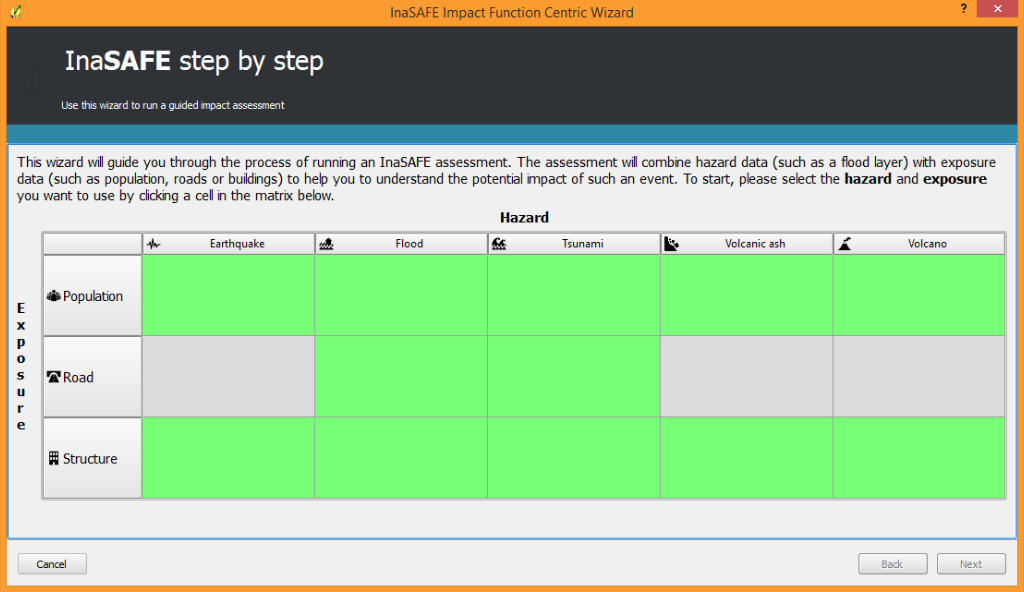 InaSAFE Impact Function Centric Wizard
?
InaSAFE step by step
Use this wizard to run a guided impact assessment
This wizard will guide you through the process of running an InaSAFE assessment. The assessment will combine hazard data (such as a flood layer) with exposure
data (such as population, roads or buildings) to help you to understand the potential impact of such an event. To start, please select the hazard and exposure
you want to use by clicking a cell in the matrix below.
Hazard
Earthquake Flood Tsunami Volcanic ash Volcano
Exposure
Population
Road
Structure
Cancel Back Next